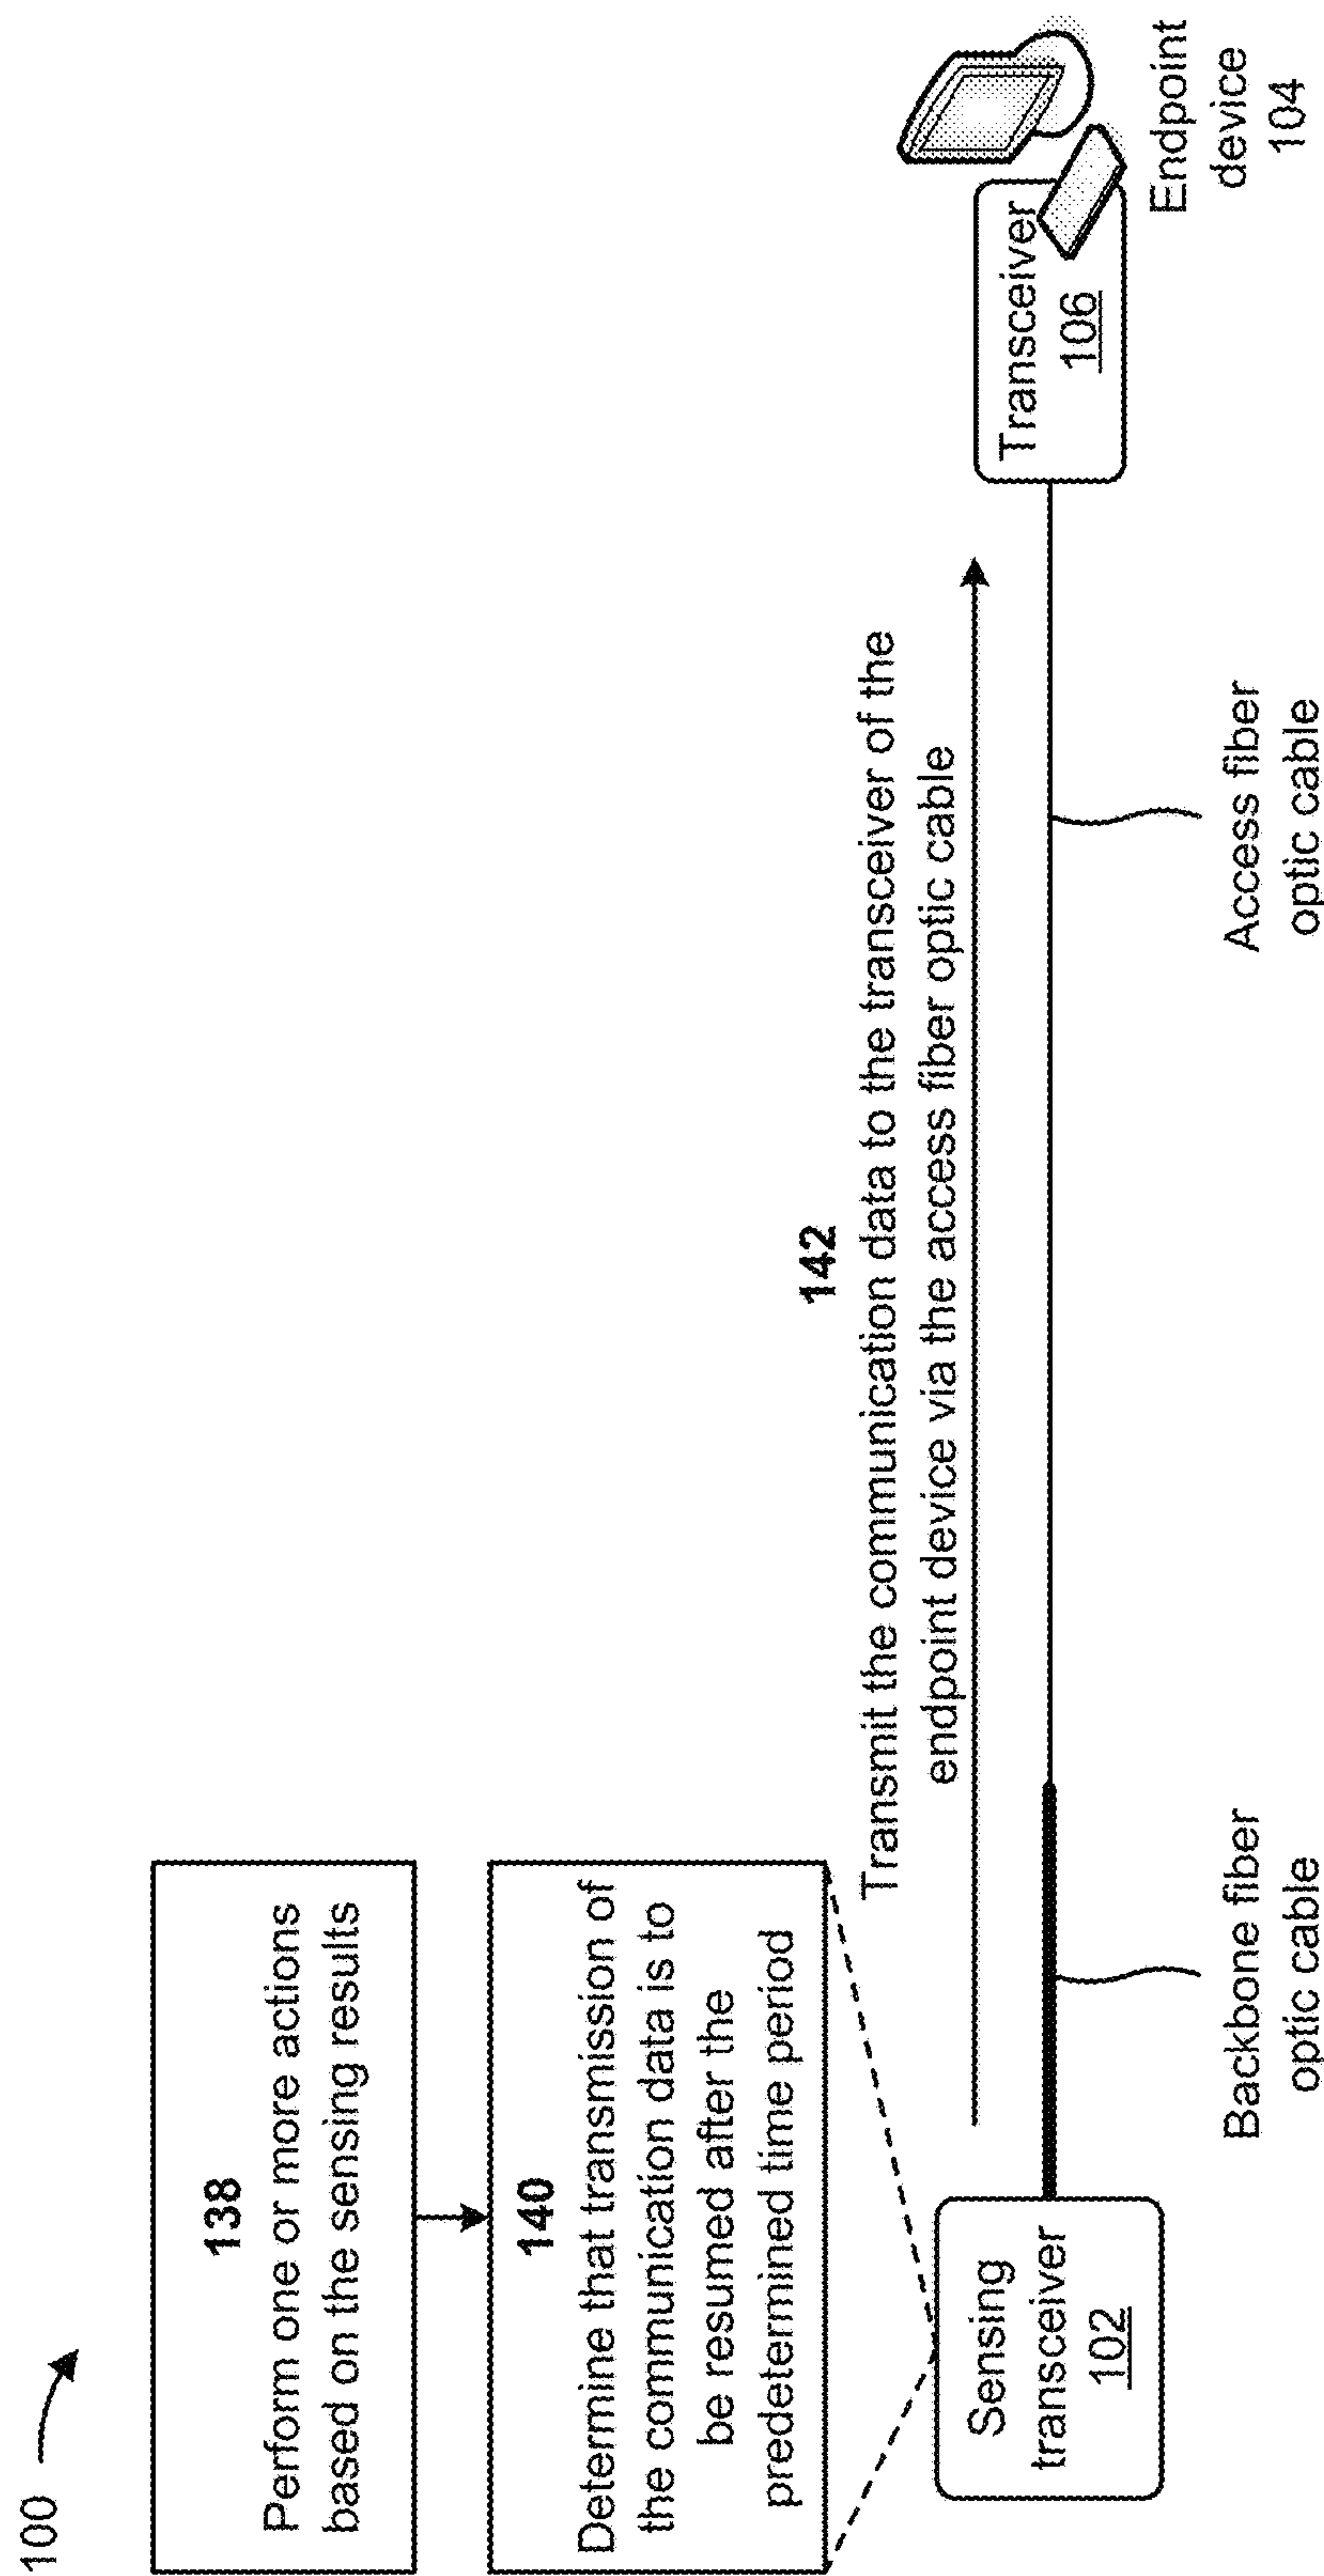 100
138
Perform one or more actions
based on the sensing results
140
Determine that transmission of
the communication data is to
be resumed after the
predetermined time period
142
Transmit the communication data to the transceiver of the
endpoint device via the access fiber optic cable
Sensing
transceiver
102
Backbone fiber
optic cable
Access fiber
optic cable
Transceiver
106
Endpoint
device
104